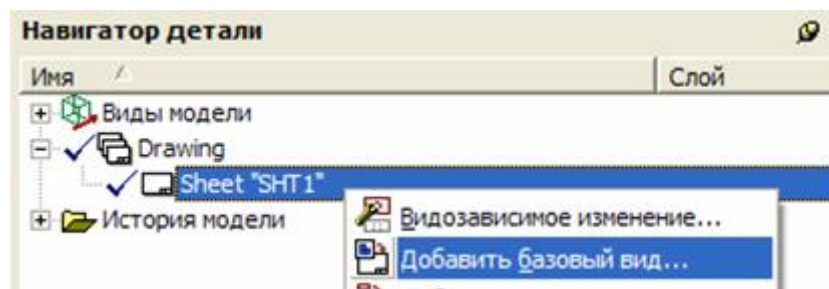 Навигатор детали
Имя Слой
Виды модели
Drawing
Sheet "SHT1"
История модели
Видозависимое изменение...
Добавить базовый вид...